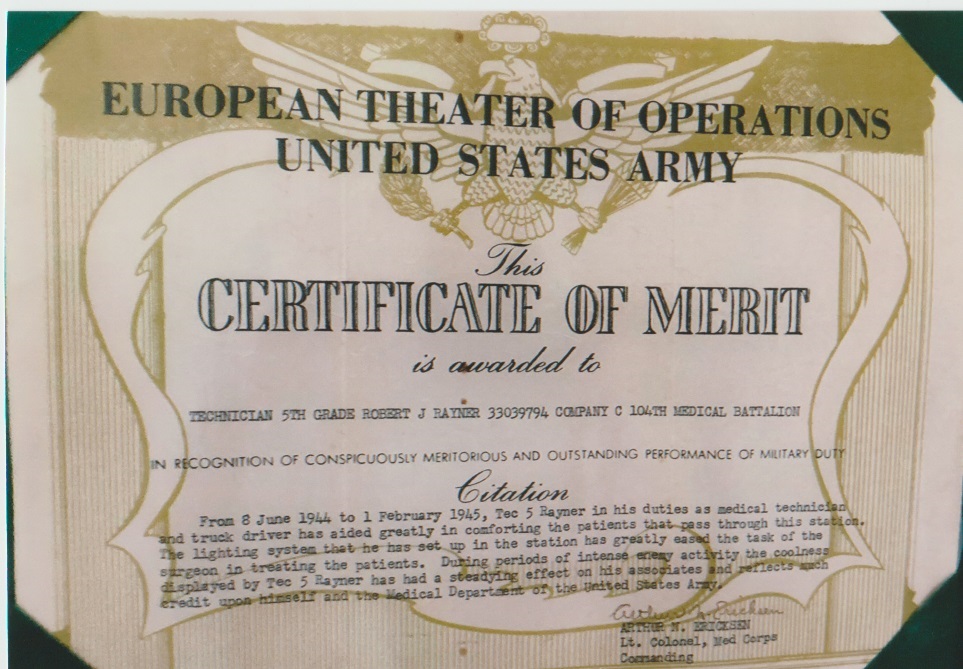 EUROPEAN THEATER OF OPERATIONS
UNITED STATES ARMY
This
CERTIFICATE OF MERIT
is awarded to
TECHNICIAN 5TH GRADE ROBERT J RAYNER 33039794 COMPANY C 104TH MEDICAL BATTALION
IN RECOGNITION OF CONSPICUOUSLY MERITORIOUS AND OUTSTANDING PERFORMANCE OF MILITARY DUTY
Citation
From 8 June 1944 to 1 February 1945, Tec 5 Rayner in his duties as medical technician
and truck driver has aided greatly in comforting the patients that pass through this station.
The lighting system that he has set up in the station has greatly eased the task of the
surgeon in treating the patients. During periods of intense enemy activity the coolness
displayed by Tec 5 Rayner has had a steadying effect on his associates and reflects much
credit upon himself and the Medical Department of the United States Army.
Arthur N. Ericksen
ARTHUR N. ERICKSEN
Lt. Colonel, Med Corps
Commanding